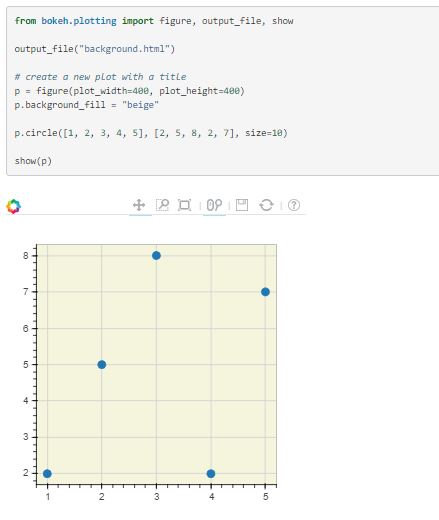 from bokeh.plotting import figure, output_file, show
output_file("background.html")
# create a new plot with a title
p = figure(plot_width=400, plot_height=400)
p.background_fill = "beige"
p.circle([1, 2, 3, 4, 5], [2, 5, 8, 2, 7], size=10)
show(p)
8
7
6
5
4
3
2
1 2 3 4 5